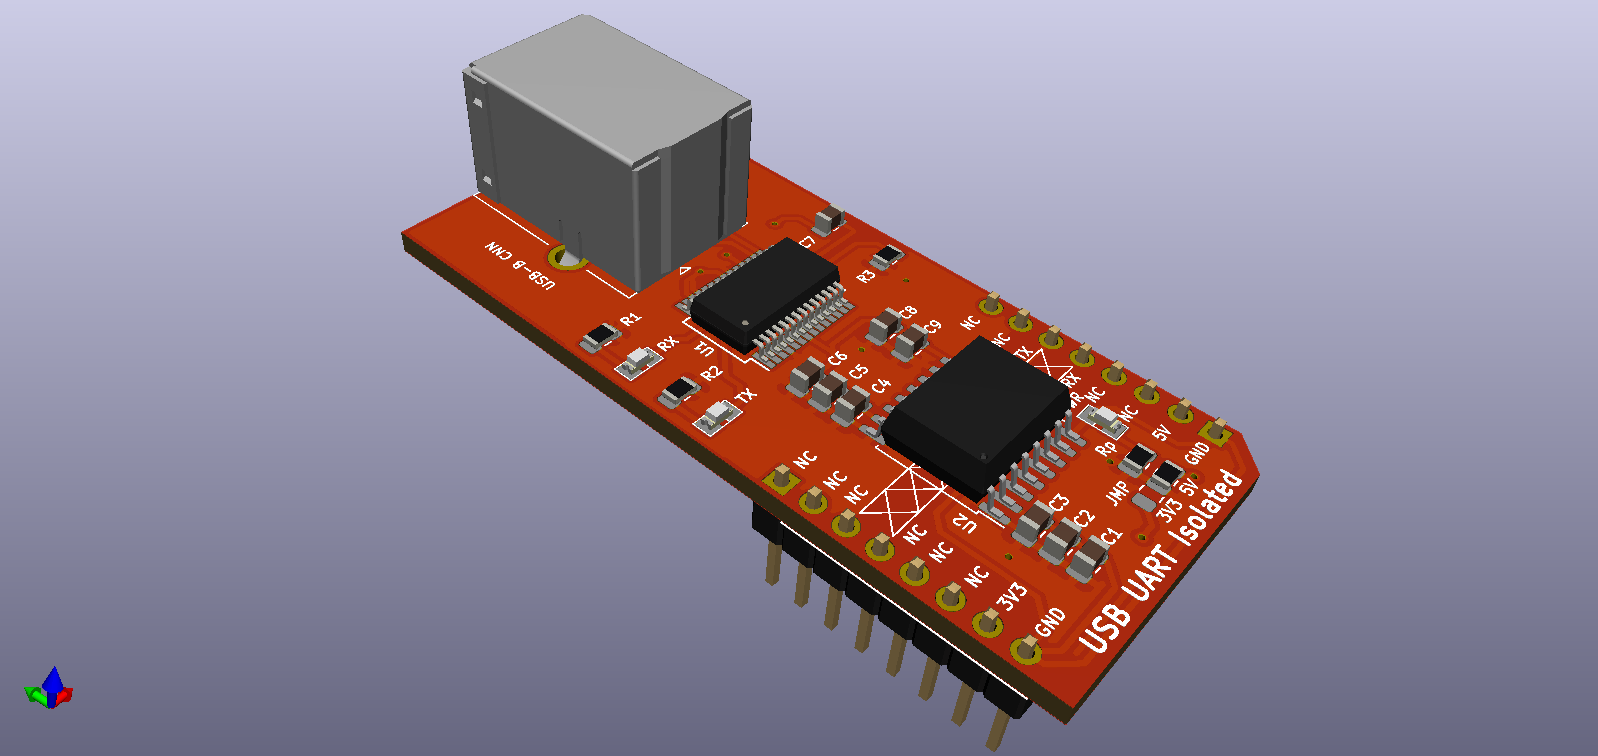 USB-B CNN
C7
R3
R1
RX
U1
R2
TX
C8
C9
C6
C5
C4
NC
NC
TX
RX
NC
NC
5V
GND
Rp
JMP
5V
3V3
U2
C3
C2
C1
NC
NC
NC
NC
NC
NC
3V3
GND
USB UART Isolated